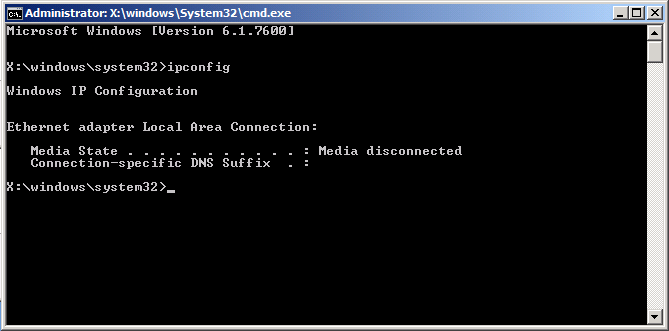 Administrator: X:\windows\System32\cmd.exe
Microsoft Windows [Version 6.1.7600]
X:\windows\system32>ipconfig
Windows IP Configuration
Ethernet adapter Local Area Connection:
Media State . . . . . . . . . . . : Media disconnected
Connection-specific DNS Suffix  . :
X:\windows\system32>_